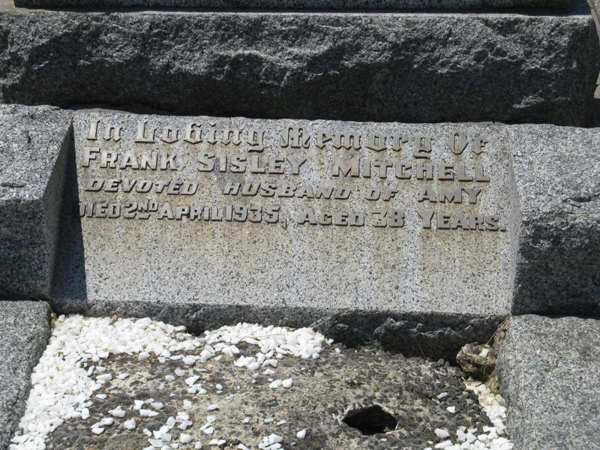 In Loving Memory Of
FRANK SISLEY MITCHELL
DEVOTED HUSBAND OF AMY
DIED 2ND APRIL 1935, AGED 38 YEARS.